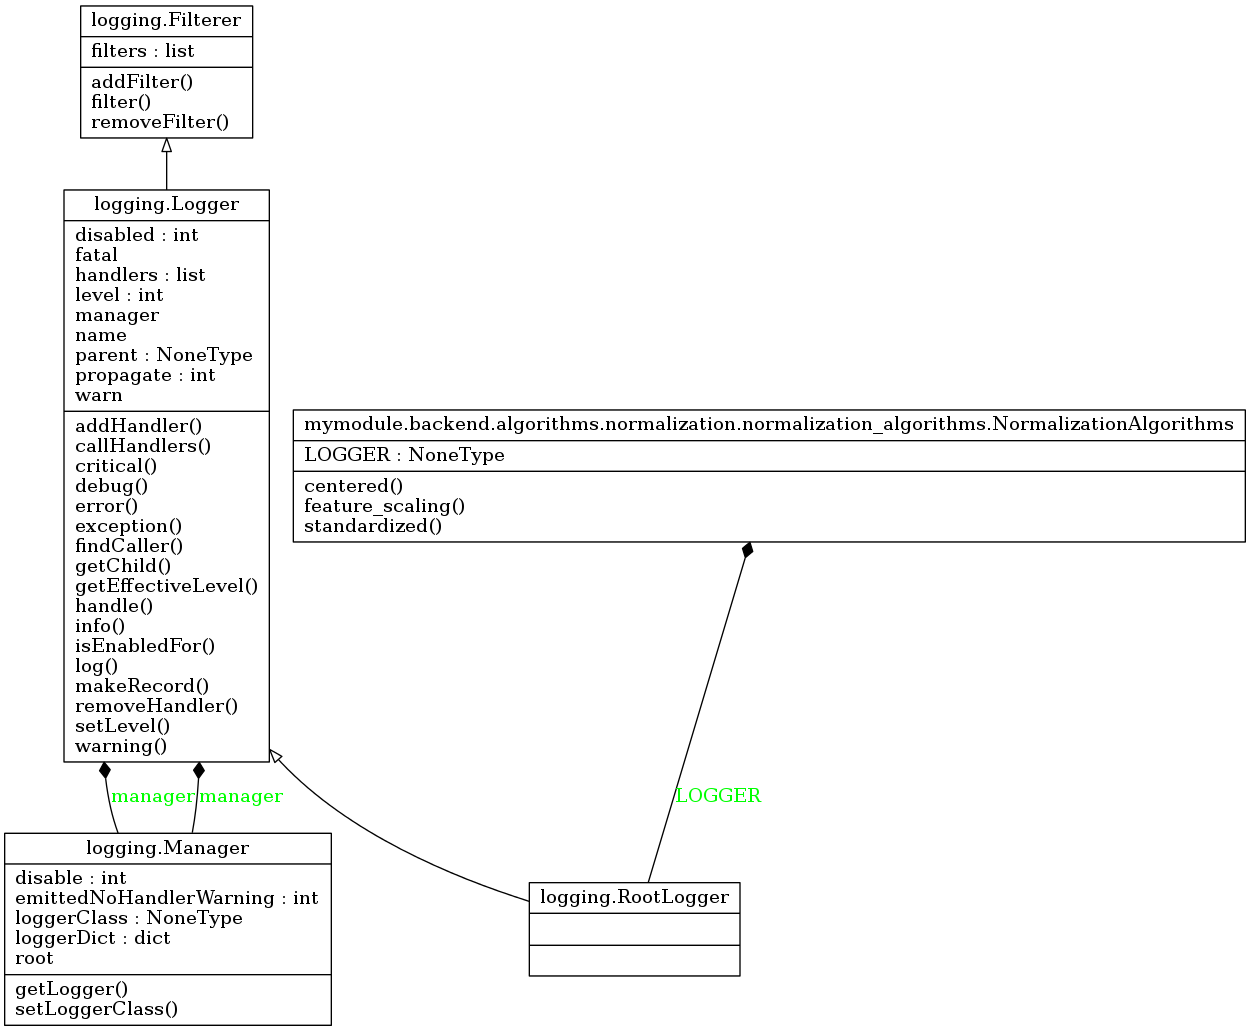 logging.Filterer
filters : list
addFilter()
filter()
removeFilter()
logging.Logger
disabled : int
fatal
handlers : list
level : int
manager
name
parent : NoneType
propagate : int
warn
addHandler()
callHandlers()
critical()
debug()
error()
exception()
findCaller()
getChild()
getEffectiveLevel()
handle()
info()
isEnabledFor()
log()
makeRecord()
removeHandler()
setLevel()
warning()
mymodule.backend.algorithms.normalization.normalization_algorithms.NormalizationAlgorithms
LOGGER : NoneType
centered()
feature_scaling()
standardized()
manager
manager
LOGGER
logging.Manager
disable : int
emittedNoHandlerWarning : int
loggerClass : NoneType
loggerDict : dict
root
getLogger()
setLoggerClass()
logging.RootLogger